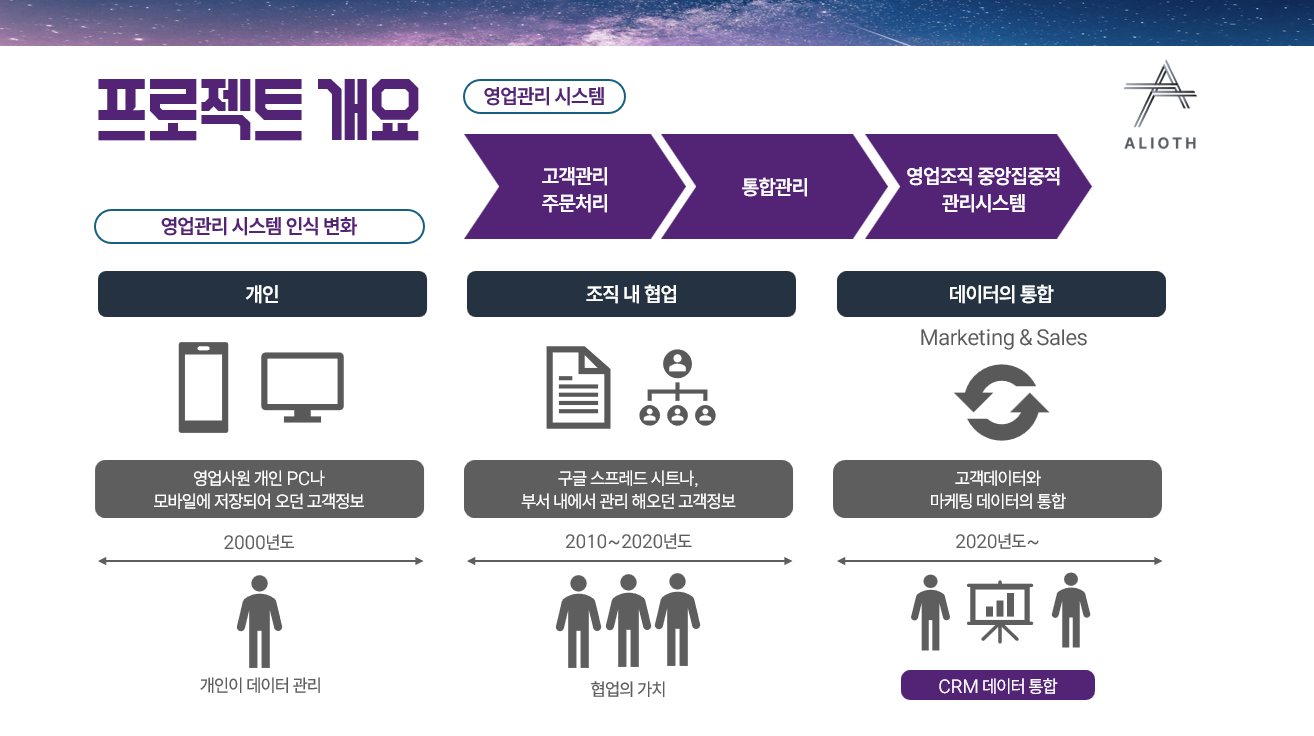 프로젝트 개요
영업관리 시스템
ALIOTH
고객관리
주문처리
통합관리
영업조직 중앙집중적
관리시스템
영업관리 시스템 인식 변화
개인
조직 내 협업
데이터의 통합
Marketing & Sales
영업사원 개인 PC나
모바일에 저장되어 오던 고객정보
구글 스프레드 시트나,
부서 내에서 관리 해오던 고객정보
고객데이터와
마케팅 데이터의 통합
2000년도
2010~2020년도
2020년도~
개인이 데이터 관리
협업의 가치
CRM 데이터 통합